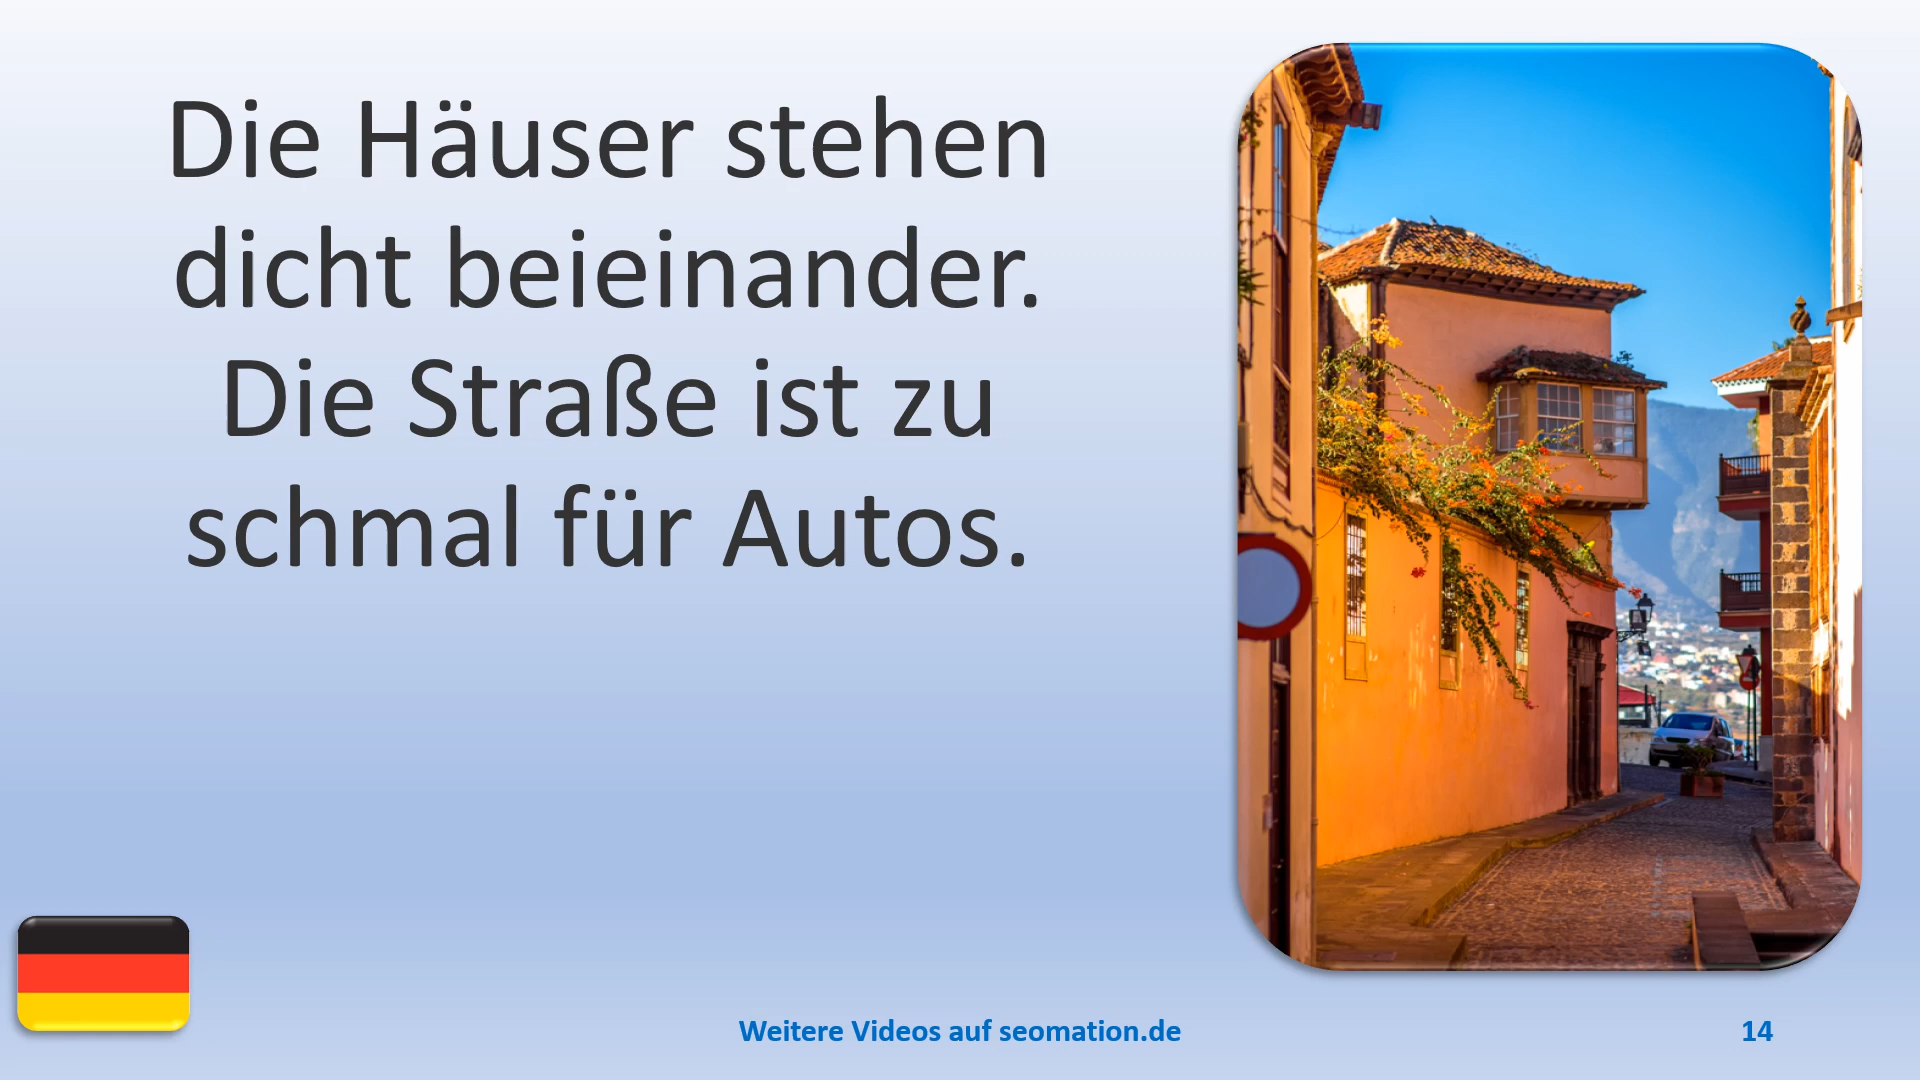 Die Häuser stehen
dicht beieinander.
Die Straße ist zu
schmal für Autos.
Weitere Videos auf seomation.de
14